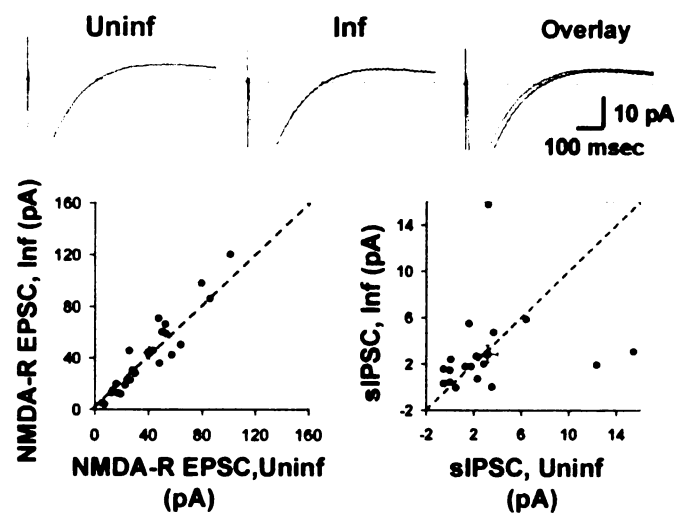 Uninf
Inf
Overlay
10 pA
100 msec
NMDA-R EPSC, Inf (pA)
160
120
80
40
0
0 40 80 120 160
NMDA-R EPSC,Uninf
(pA)
sIPSC, Inf (pA)
14
10
6
2
-2
-2 2 6 10 14
sIPSC, Uninf
(pA)